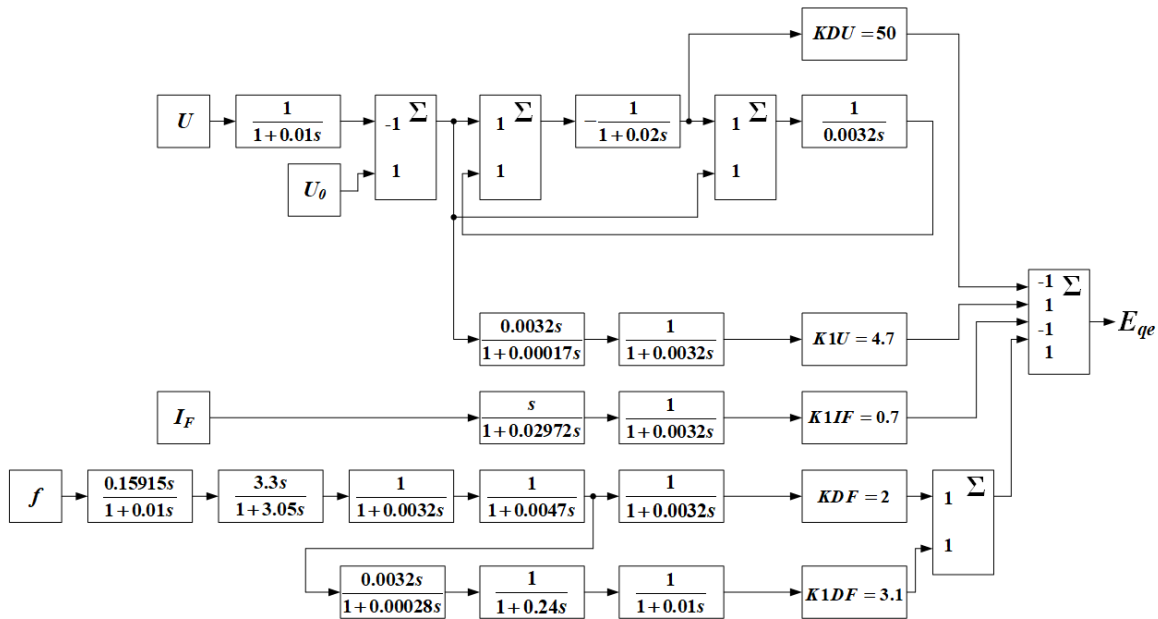 KDU = 50
U
1
1+0.01s
-1 Σ
1
U₀
1 Σ
1
-
1
1+0.02s
1 Σ
1
1
0.0032s
0.0032s
1+0.00017s
1
1+0.0032s
K1U = 4.7
-1 Σ
1
-1
1
E_qe
I_F
s
1+0.02972s
1
1+0.0032s
K1IF = 0.7
f
0.15915s
1+0.01s
3.3s
1+3.05s
1
1+0.0032s
1
1+0.0047s
1
1+0.0032s
KDF = 2
1 Σ
1
0.0032s
1+0.00028s
1
1+0.24s
1
1+0.01s
K1DF = 3.1